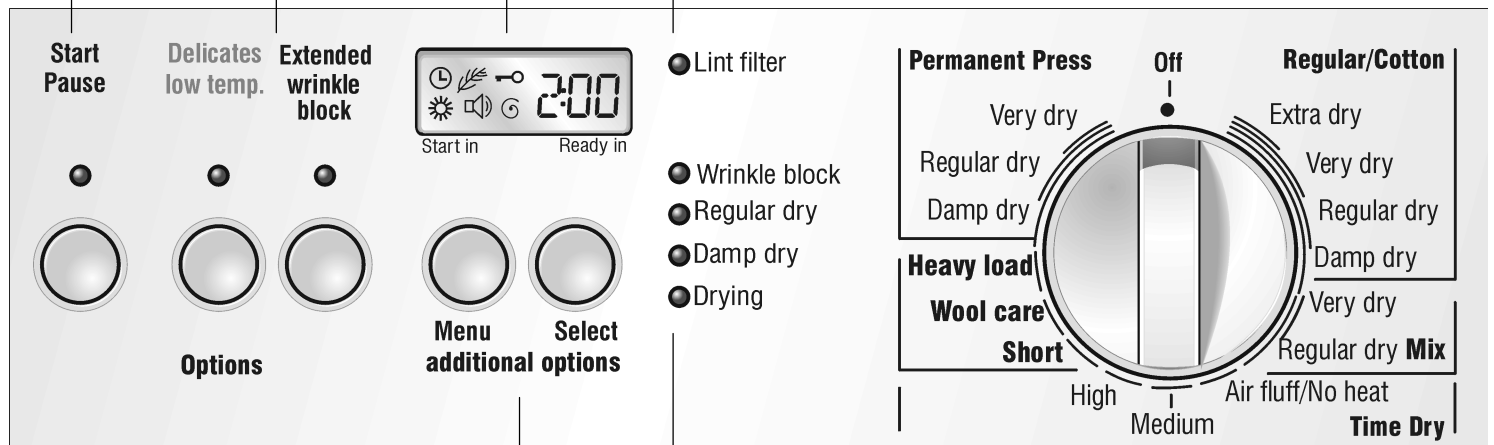 Start
Pause
Delicates
low temp.
Extended
wrinkle
block
2:00
Start in
Ready in
Menu
Select
additional options
Options
Lint filter
Wrinkle block
Regular dry
Damp dry
Drying
Permanent Press
Off
Regular/Cotton
Very dry
Regular dry
Damp dry
Heavy load
Wool care
Short
Extra dry
Very dry
Regular dry
Damp dry
Very dry
Regular dry Mix
High
Medium
Air fluff/No heat
Time Dry